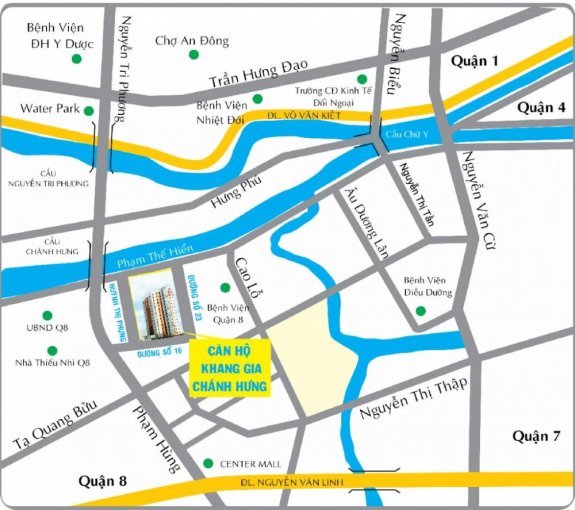 Bệnh Viện
ĐH Y Dược
Nguyễn Tri Phương
Chợ An Đông
Trần Hưng Đạo
Nguyễn Biểu
Quận 1
Water Park
Bệnh Viện
Nhiệt Đới
Trường CĐ Kinh Tế
Đối Ngoại
ĐL. VÕ VĂN KIỆT
Quận 4
Cầu Chữ Y
CẦU
NGUYỄN TRI PHƯƠNG
Hưng Phú
Nguyễn Thị Tần
Nguyễn Văn Cừ
Âu Dương Lân
CẦU
CHÁNH HƯNG
Phạm Thế Hiển
Cao Lỗ
HUỲNH THỊ PHỤNG
ĐƯỜNG SỐ 23
Bệnh Viện
Quận 8
Bệnh Viện
Điều Dưỡng
UBND Q8
Nhà Thiếu Nhi Q8
ĐƯỜNG SỐ 16
CĂN HỘ
KHANG GIA
CHÁNH HƯNG
Tạ Quang Bửu
Phạm Hùng
Nguyễn Thị Thập
Quận 7
CENTER MALL
Quận 8
ĐL. NGUYỄN VĂN LINH